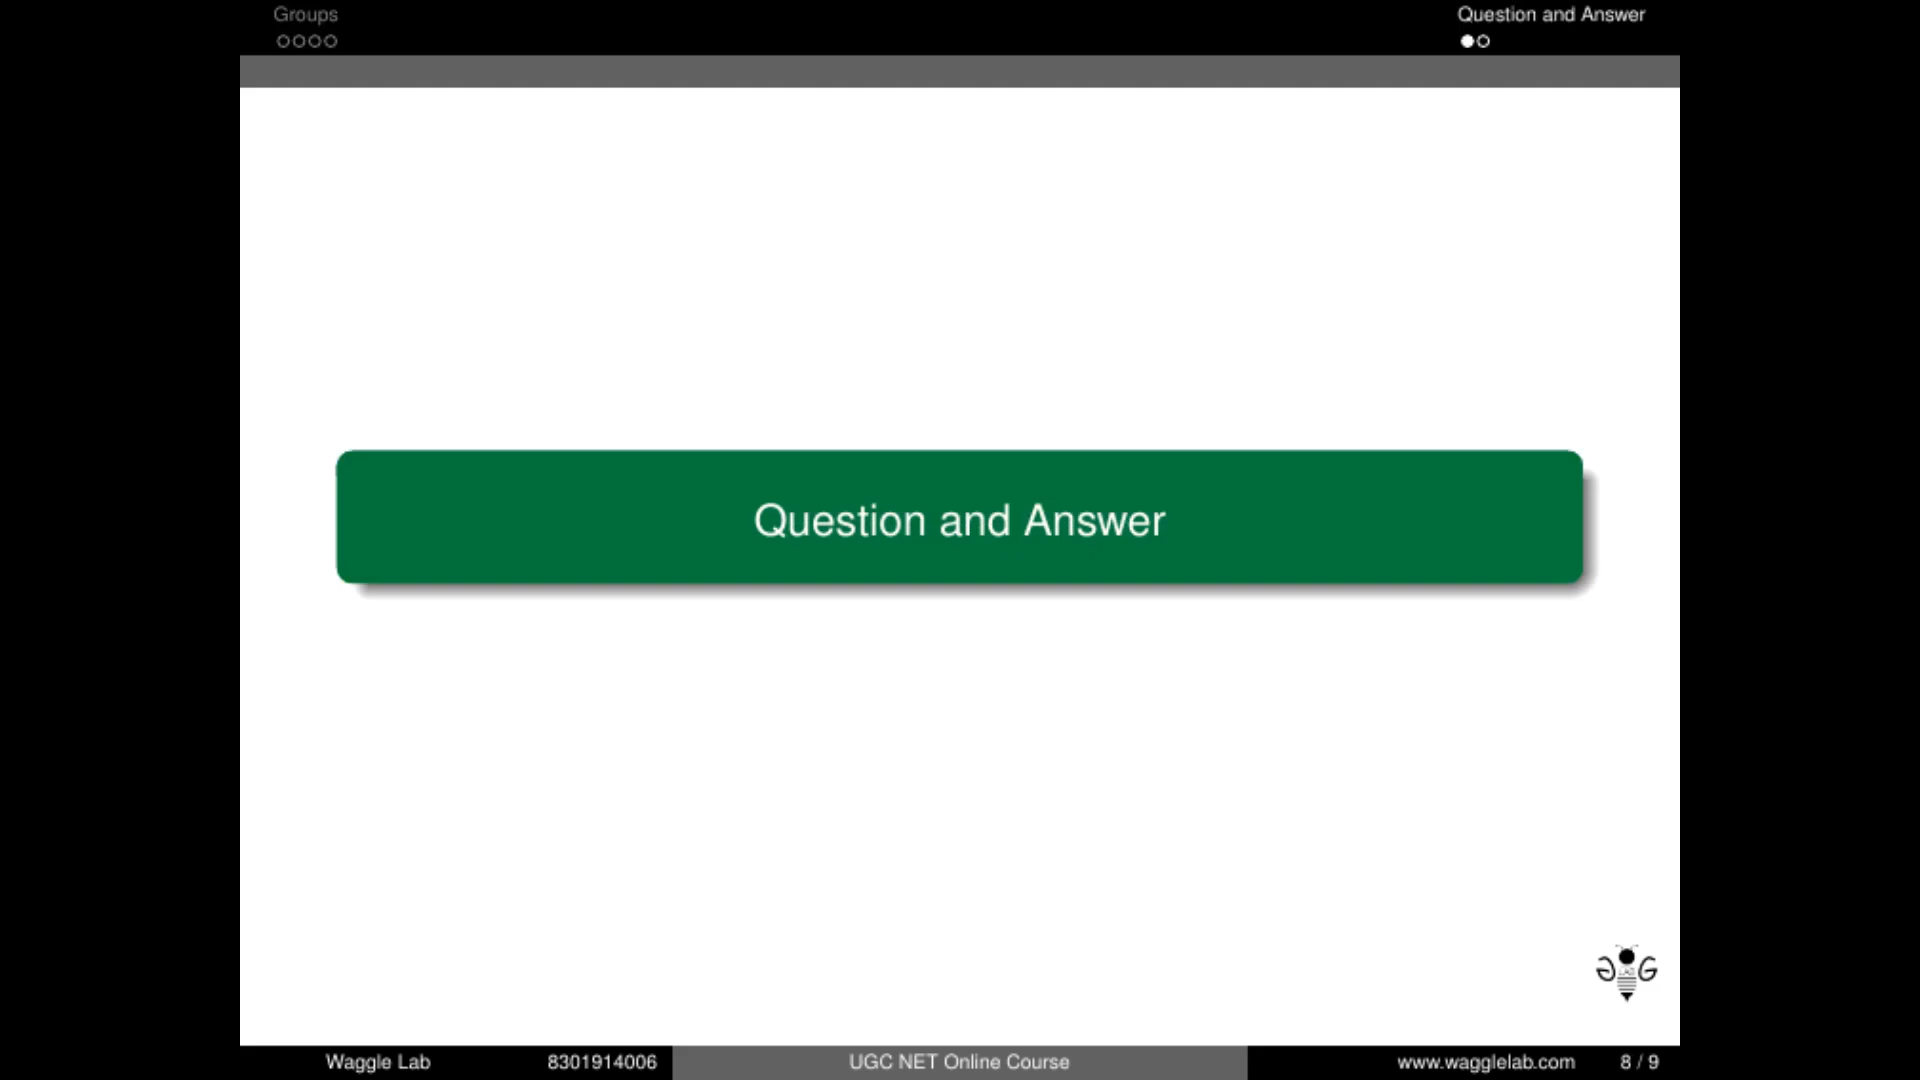 Groups
Question and Answer
Question and Answer
Waggle Lab 8301914006 UGC NET Online Course www.wagglelab.com 8 / 9